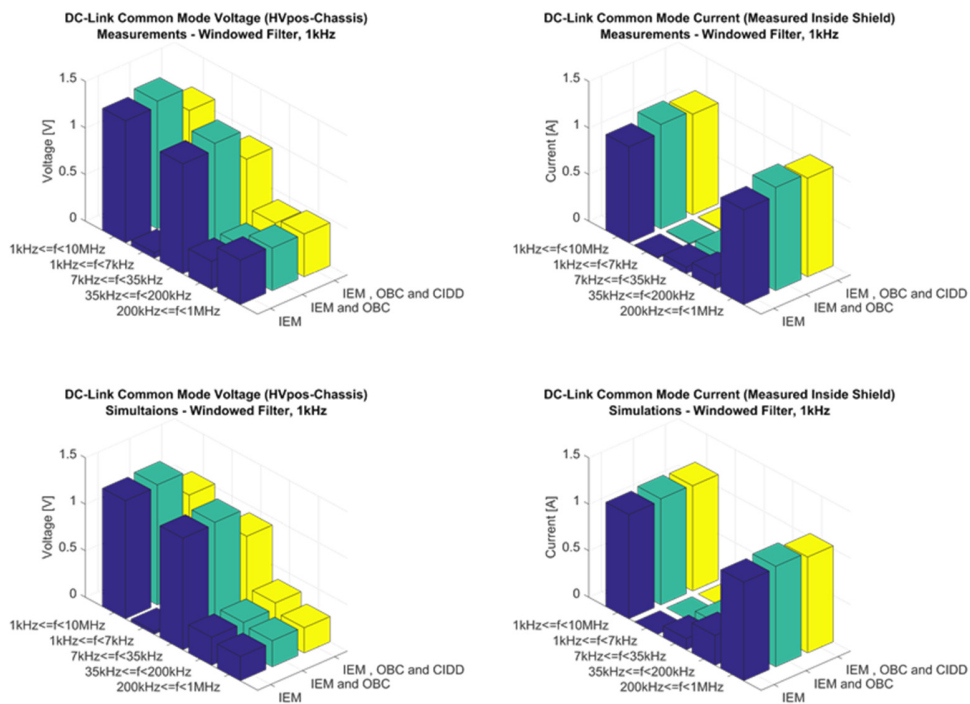 DC-Link Common Mode Voltage (HVpos-Chassis)
Measurements - Windowed Filter, 1kHz
1.5
1
0.5
0
Voltage [V]
1kHz<=f<10MHz
1kHz<=f<7kHz
7kHz<=f<35kHz
35kHz<=f<200kHz
200kHz<=f<1MHz
IEM , OBC and CIDD
IEM and OBC
IEM
DC-Link Common Mode Current (Measured Inside Shield)
Measurements - Windowed Filter, 1kHz
1.5
1
0.5
0
Current [A]
1kHz<=f<10MHz
1kHz<=f<7kHz
7kHz<=f<35kHz
35kHz<=f<200kHz
200kHz<=f<1MHz
IEM , OBC and CIDD
IEM and OBC
IEM
DC-Link Common Mode Voltage (HVpos-Chassis)
Simultaions - Windowed Filter, 1kHz
1.5
1
0.5
0
Voltage [V]
1kHz<=f<10MHz
1kHz<=f<7kHz
7kHz<=f<35kHz
35kHz<=f<200kHz
200kHz<=f<1MHz
IEM , OBC and CIDD
IEM and OBC
IEM
DC-Link Common Mode Current (Measured Inside Shield)
Simulations - Windowed Filter, 1kHz
1.5
1
0.5
0
Current [A]
1kHz<=f<10MHz
1kHz<=f<7kHz
7kHz<=f<35kHz
35kHz<=f<200kHz
200kHz<=f<1MHz
IEM , OBC and CIDD
IEM and OBC
IEM